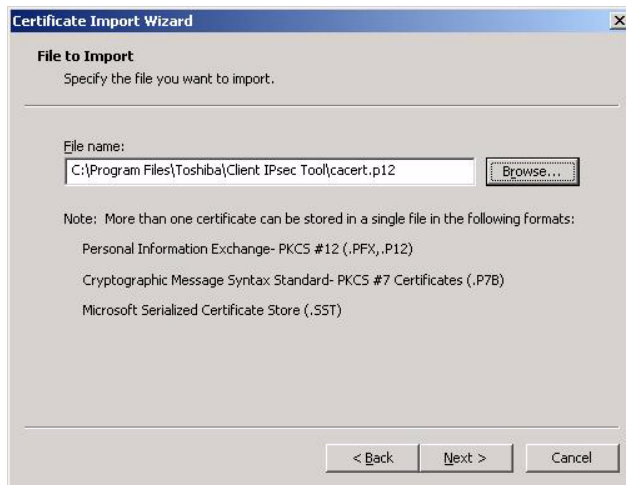 Certificate Import Wizard
File to Import
Specify the file you want to import.
File name:
C:\Program Files\Toshiba\Client IPsec Tool\cacert.p12
Browse...
Note:  More than one certificate can be stored in a single file in the following formats:
Personal Information Exchange- PKCS #12 (.PFX,.P12)
Cryptographic Message Syntax Standard- PKCS #7 Certificates (.P7B)
Microsoft Serialized Certificate Store (.SST)
< Back
Next >
Cancel